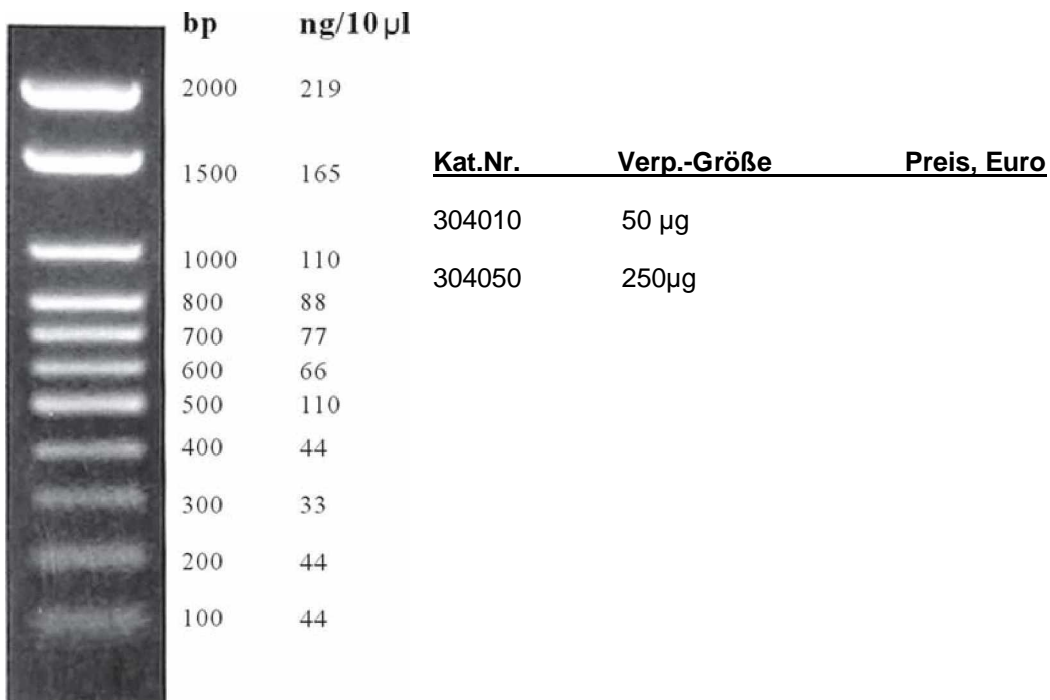 bp ng/10 µl
2000 219
1500 165
1000 110
800 88
700 77
600 66
500 110
400 44
300 33
200 44
100 44
Kat.Nr. Verp.-Größe Preis, Euro
304010 50 µg
304050 250µg